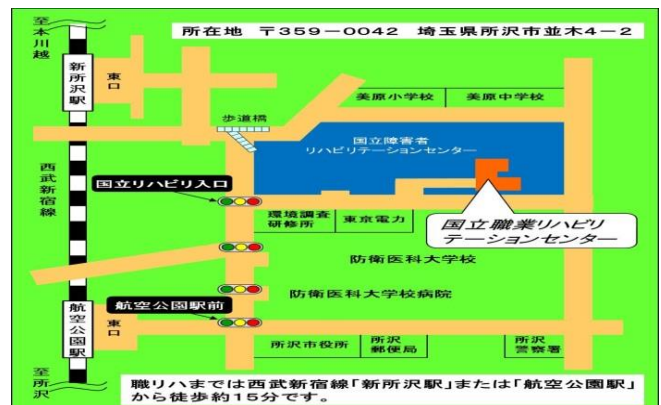 至本川越
所在地 〒359-0042 埼玉県所沢市並木4-2
新所沢駅
東口
美原小学校
美原中学校
歩道橋
国立障害者
リハビリテーションセンター
西武新宿線
国立リハビリ入口
環境調査
研修所
東京電力
国立職業リハビリ
テーションセンター
防衛医科大学校
防衛医科大学校病院
航空公園駅前
航空公園駅
東口
所沢市役所
所沢
郵便局
所沢
警察署
至所沢
職リハまでは西武新宿線「新所沢駅」または「航空公園駅」
から徒歩約15分です。